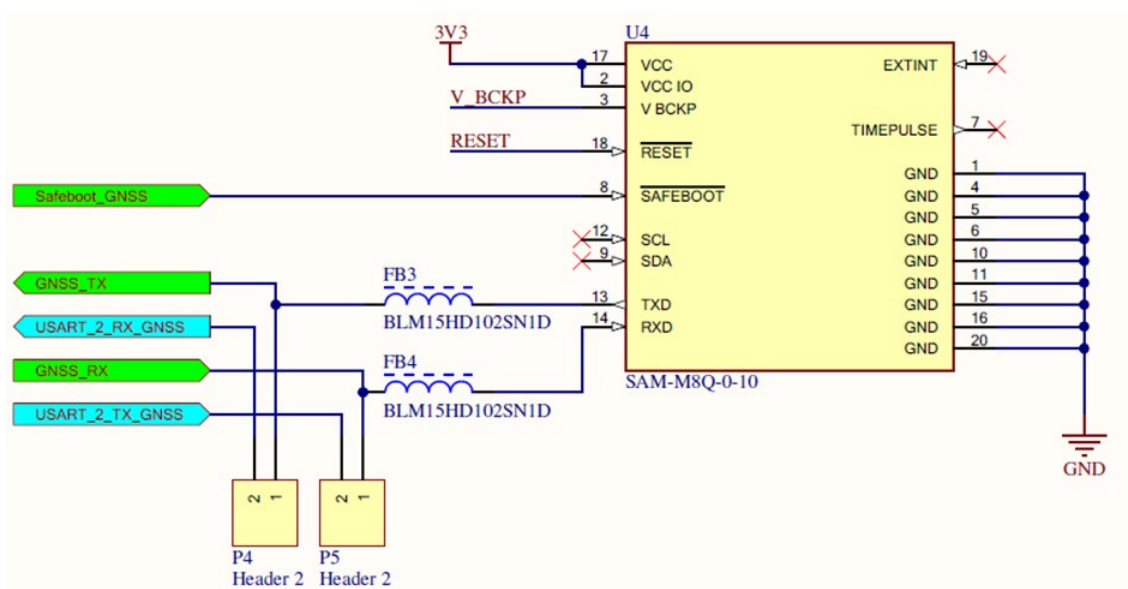 3V3
U4
17
VCC
EXTINT
19
2
VCC IO
V_BCKP
3
V BCKP
TIMEPULSE
7
RESET
18
RESET
GND
1
Safeboot_GNSS
8
SAFEBOOT
GND
4
GND
5
12
SCL
GND
6
9
SDA
GND
10
GNSS_TX
FB3
GND
11
13
TXD
GND
15
USART_2_RX_GNSS
BLM15HD102SN1D
14
RXD
GND
16
GND
20
GNSS_RX
FB4
SAM-M8Q-0-10
USART_2_TX_GNSS
BLM15HD102SN1D
GND
2
1
2
1
P4
P5
Header 2
Header 2